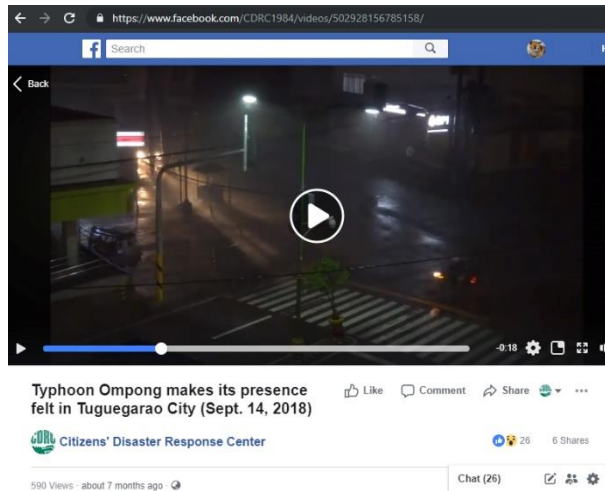 https://www.facebook.com/CDRC1984/videos/502928156785158/
f Search
Back
-0:18
Typhoon Ompong makes its presence
felt in Tuguegarao City (Sept. 14, 2018)
Like Comment Share
CDRC Citizens' Disaster Response Center
26 6 Shares
590 Views · about 7 months ago
Chat (26)